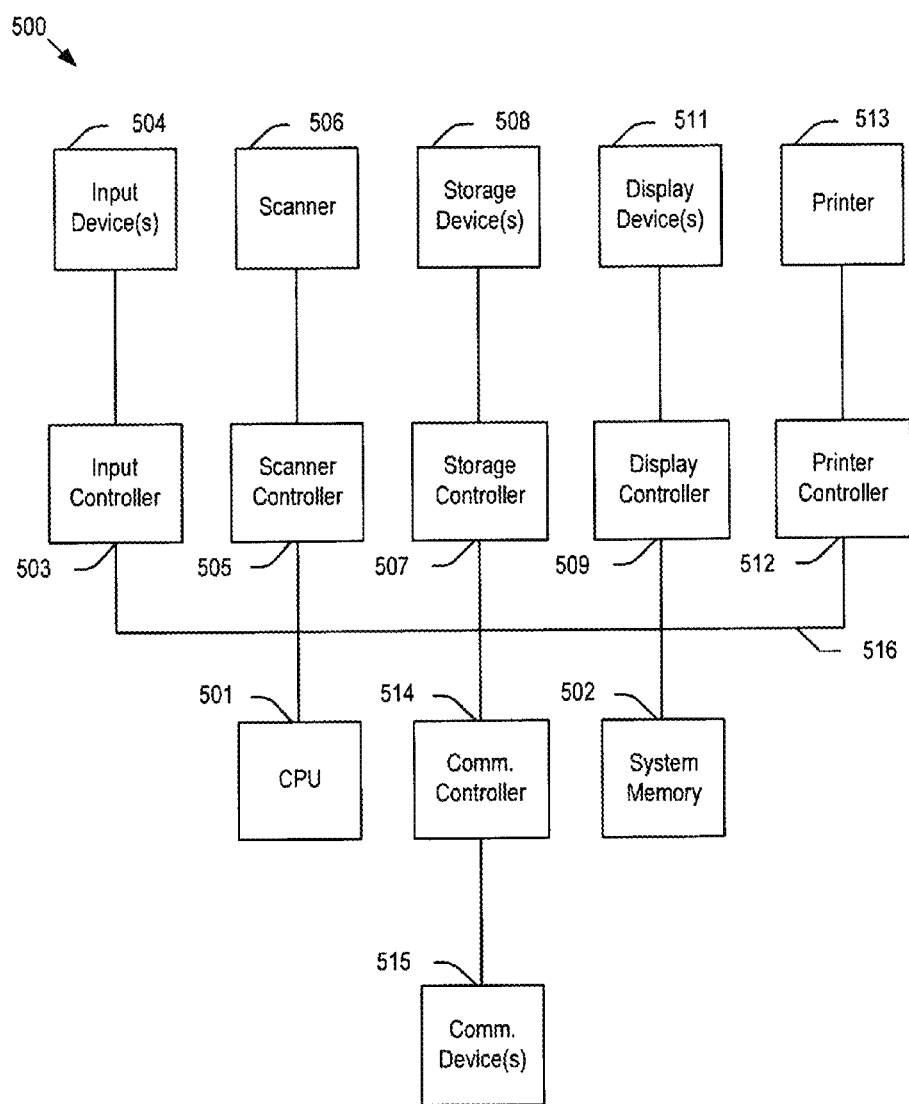 500
504
506
508
511
513
Input
Device(s)
Scanner
Storage
Device(s)
Display
Device(s)
Printer
Input
Controller
Scanner
Controller
Storage
Controller
Display
Controller
Printer
Controller
503
505
507
509
512
516
501
514
502
CPU
Comm.
Controller
System
Memory
515
Comm.
Device(s)